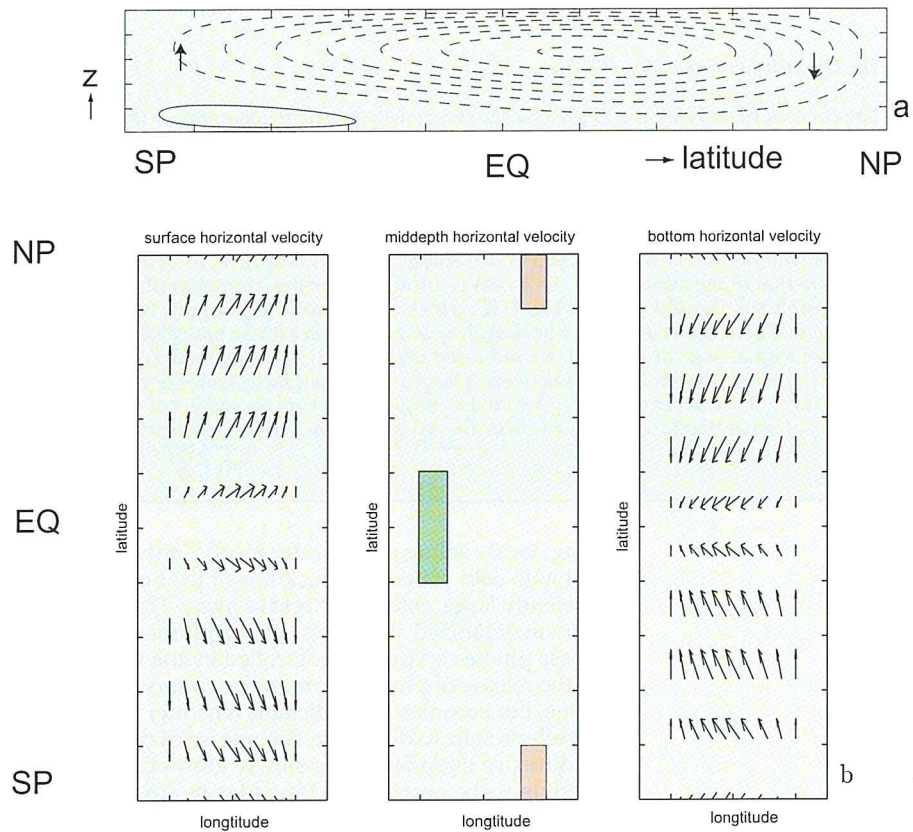 z
a
SP EQ → latitude NP
NP
surface horizontal velocity
middepth horizontal velocity
bottom horizontal velocity
EQ
latitude
latitude
latitude
SP
b
longtitude
longtitude
longtitude